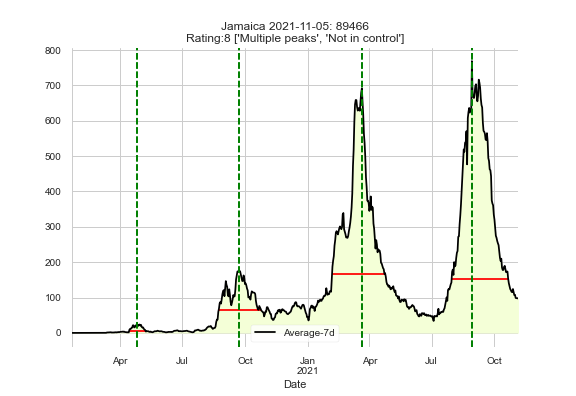 Jamaica 2021-11-05: 89466
Rating:8 ['Multiple peaks', 'Not in control']
800
700
600
500
400
300
200
100
0
Average-7d
Apr Jul Oct Jan Apr Jul Oct
2021
Date